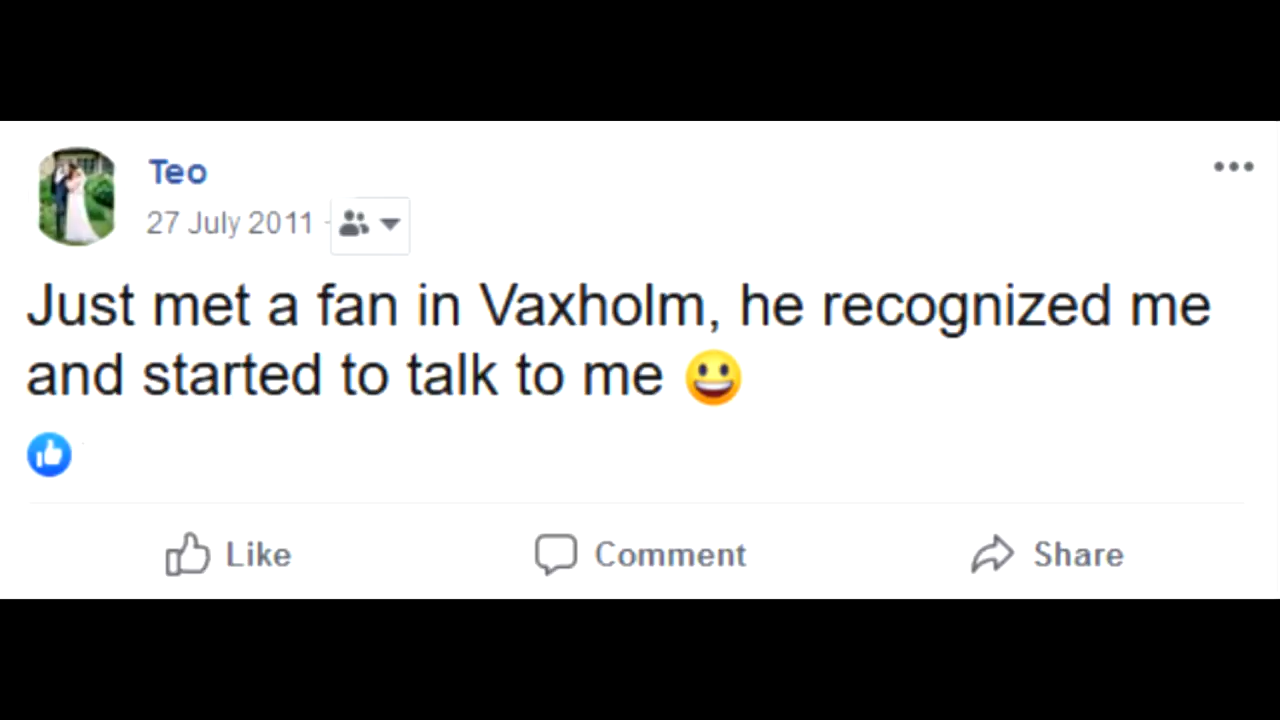 Teo
27 July 2011 ·
Just met a fan in Vaxholm, he recognized me
and started to talk to me 😀
Like Comment Share